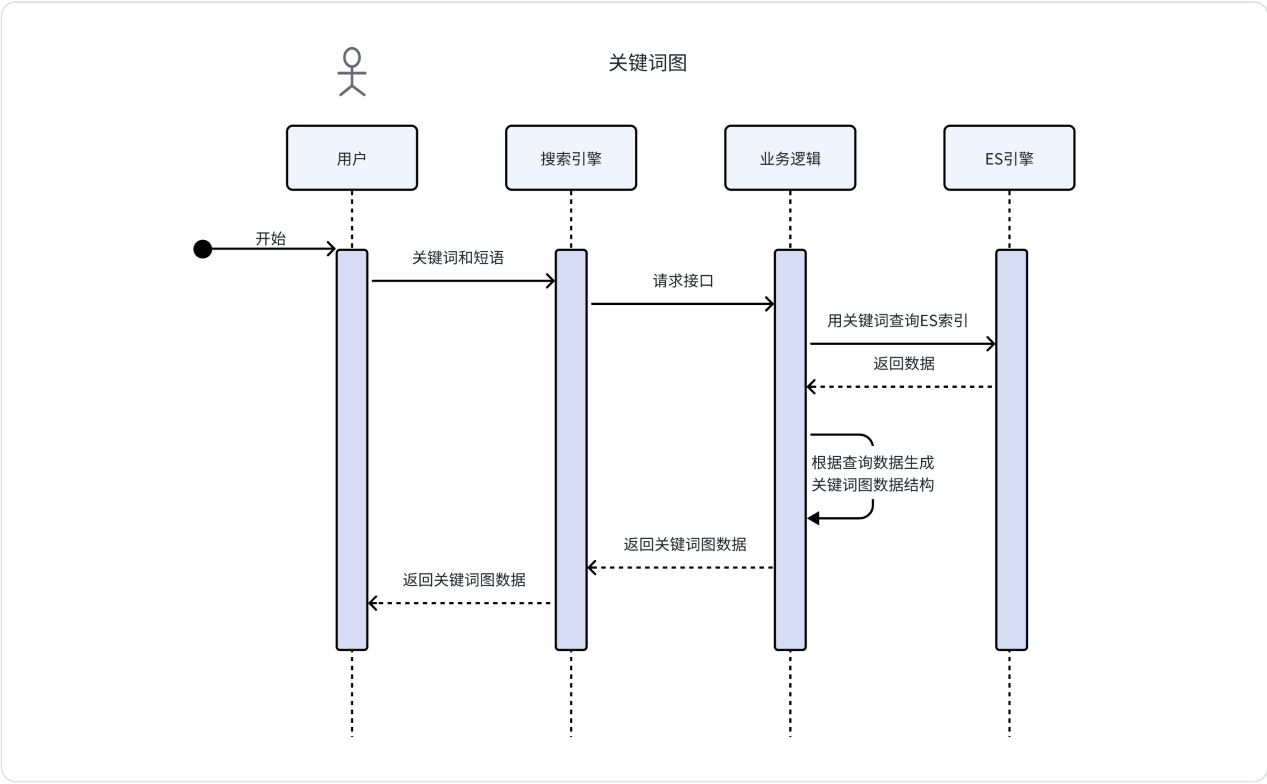 关键词图
用户
搜索引擎
业务逻辑
ES引擎
开始
关键词和短语
请求接口
用关键词查询ES索引
返回数据
根据查询数据生成
关键词图数据结构
返回关键词图数据
返回关键词图数据